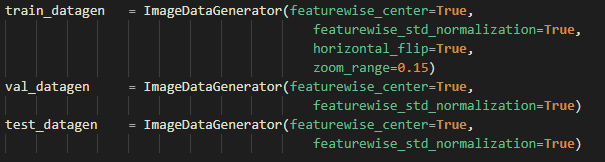 train_datagen   = ImageDataGenerator(featurewise_center=True,
                                     featurewise_std_normalization=True,
                                     horizontal_flip=True,
                                     zoom_range=0.15)
val_datagen     = ImageDataGenerator(featurewise_center=True,
                                     featurewise_std_normalization=True)
test_datagen    = ImageDataGenerator(featurewise_center=True,
                                     featurewise_std_normalization=True)